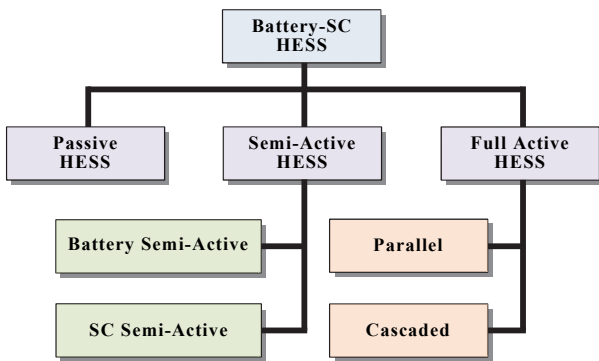 Battery-SC
HESS
Passive
HESS
Semi-Active
HESS
Full Active
HESS
Battery Semi-Active
Parallel
SC Semi-Active
Cascaded